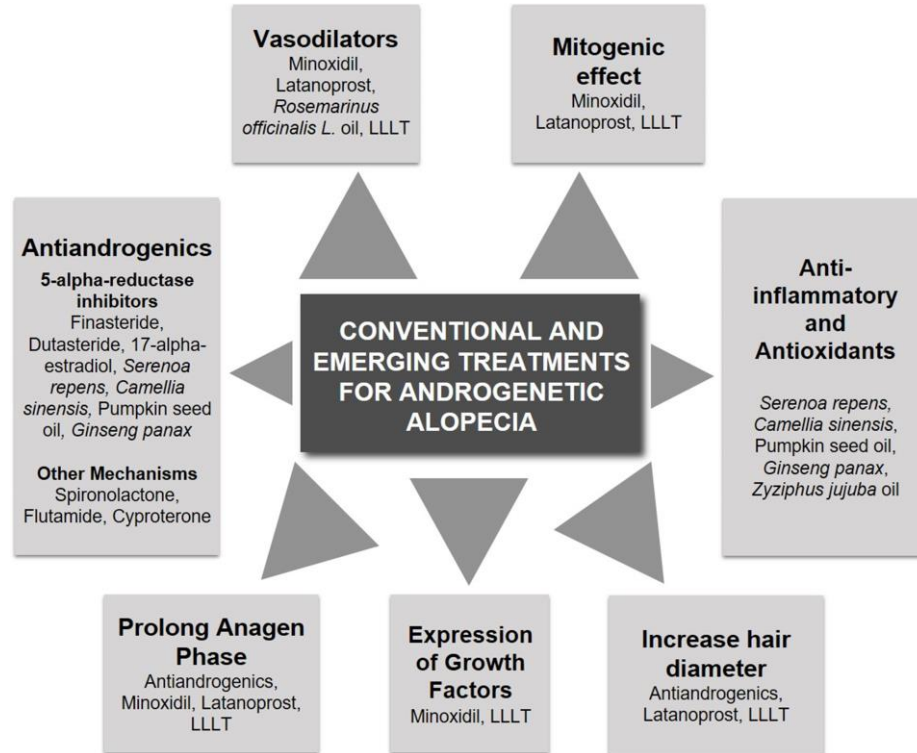 Vasodilators
Minoxidil,
Latanoprost,
Rosemarinus
officinalis L. oil, LLLT
Mitogenic
effect
Minoxidil,
Latanoprost, LLLT
Antiandrogenics
5-alpha-reductase
inhibitors
Finasteride,
Dutasteride, 17-alpha-
estradiol, Serenoa
repens, Camellia
sinensis, Pumpkin seed
oil, Ginseng panax
Other Mechanisms
Spironolactone,
Flutamide, Cyproterone
CONVENTIONAL AND
EMERGING TREATMENTS
FOR ANDROGENETIC
ALOPECIA
Anti-
inflammatory
and
Antioxidants
Serenoa repens,
Camellia sinensis,
Pumpkin seed oil,
Ginseng panax,
Zyziphus jujuba oil
Prolong Anagen
Phase
Antiandrogenics,
Minoxidil, Latanoprost,
LLLT
Expression
of Growth
Factors
Minoxidil, LLLT
Increase hair
diameter
Antiandrogenics,
Latanoprost, LLLT